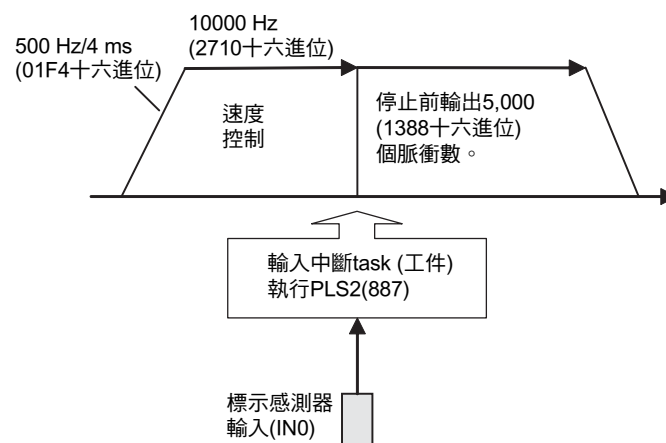 10000 Hz
(2710十六進位)
500 Hz/4 ms
(01F4十六進位)
速度
控制
停止前輸出5,000
(1388十六進位)
個脈衝數。
輸入中斷task (工件)
執行PLS2(887)
標示感測器
輸入(IN0)